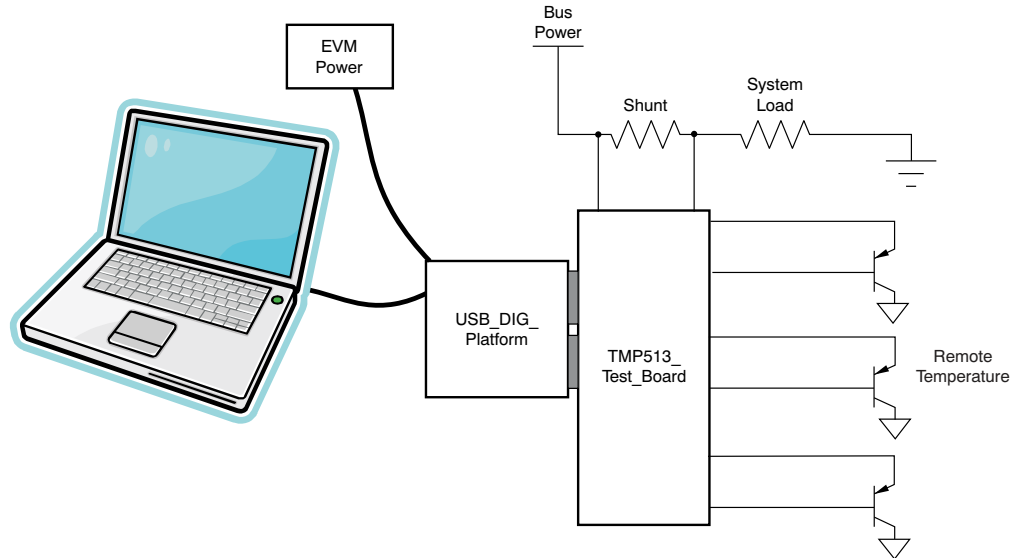 EVM
Power
Bus
Power
Shunt
System
Load
USB_DIG_
Platform
TMP513_
Test_Board
Remote
Temperature